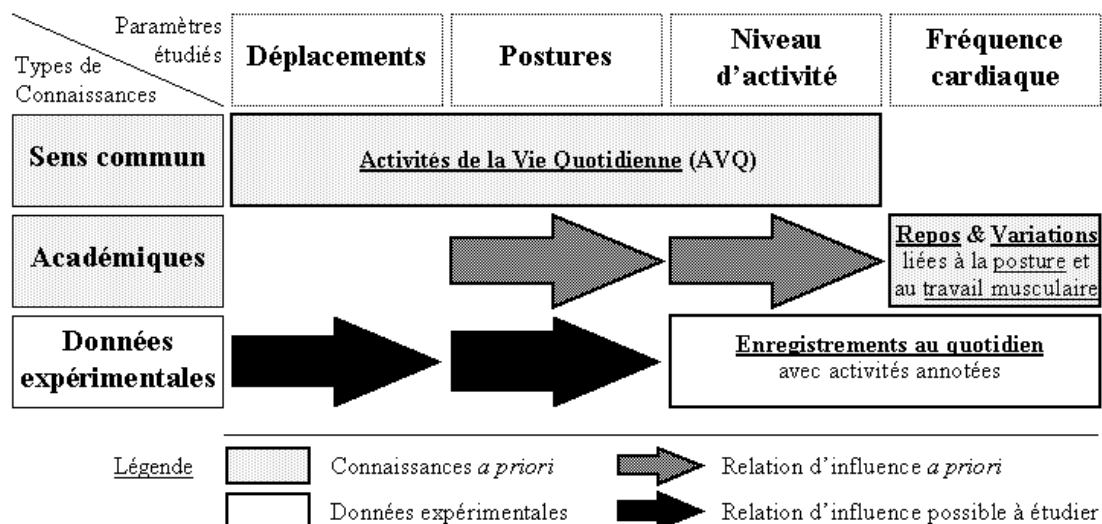 Paramètres
étudiés
Types de
Connaissances
Déplacements
Postures
Niveau
d’activité
Fréquence
cardiaque
Sens commun
Activités de la Vie Quotidienne (AVQ)
Académiques
Repos & Variations
liées à la posture et
au travail musculaire
Données
expérimentales
Enregistrements au quotidien
avec activités annotées
Légende
Connaissances a priori
Relation d’influence a priori
Données expérimentales
Relation d’influence possible à étudier